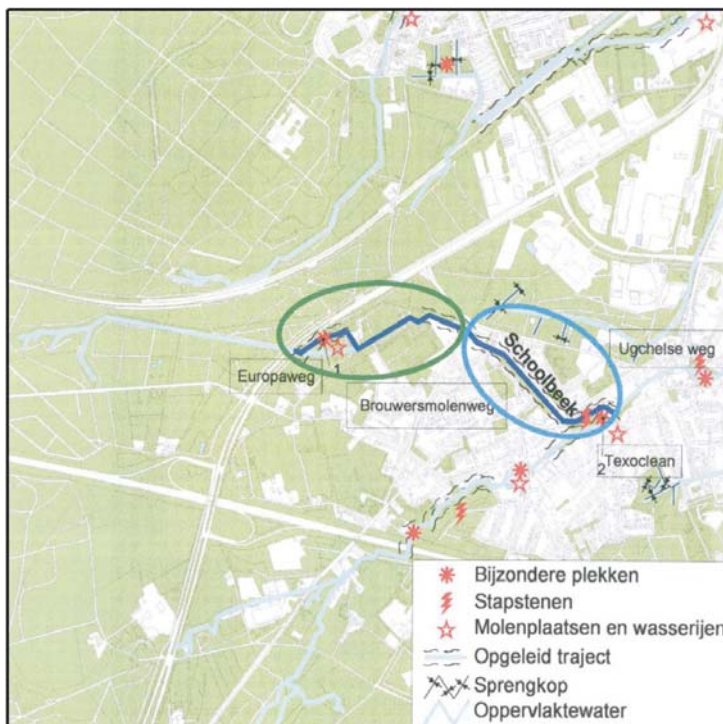 Ugchelse weg
Schoolbeek
Europaweg
1
Brouwersmolenweg
Texoclean
2
Bijzondere plekken
Stapstenen
Molenplaatsen en wasserijen
Opgeleid traject
Sprengkop
Oppervlaktewater